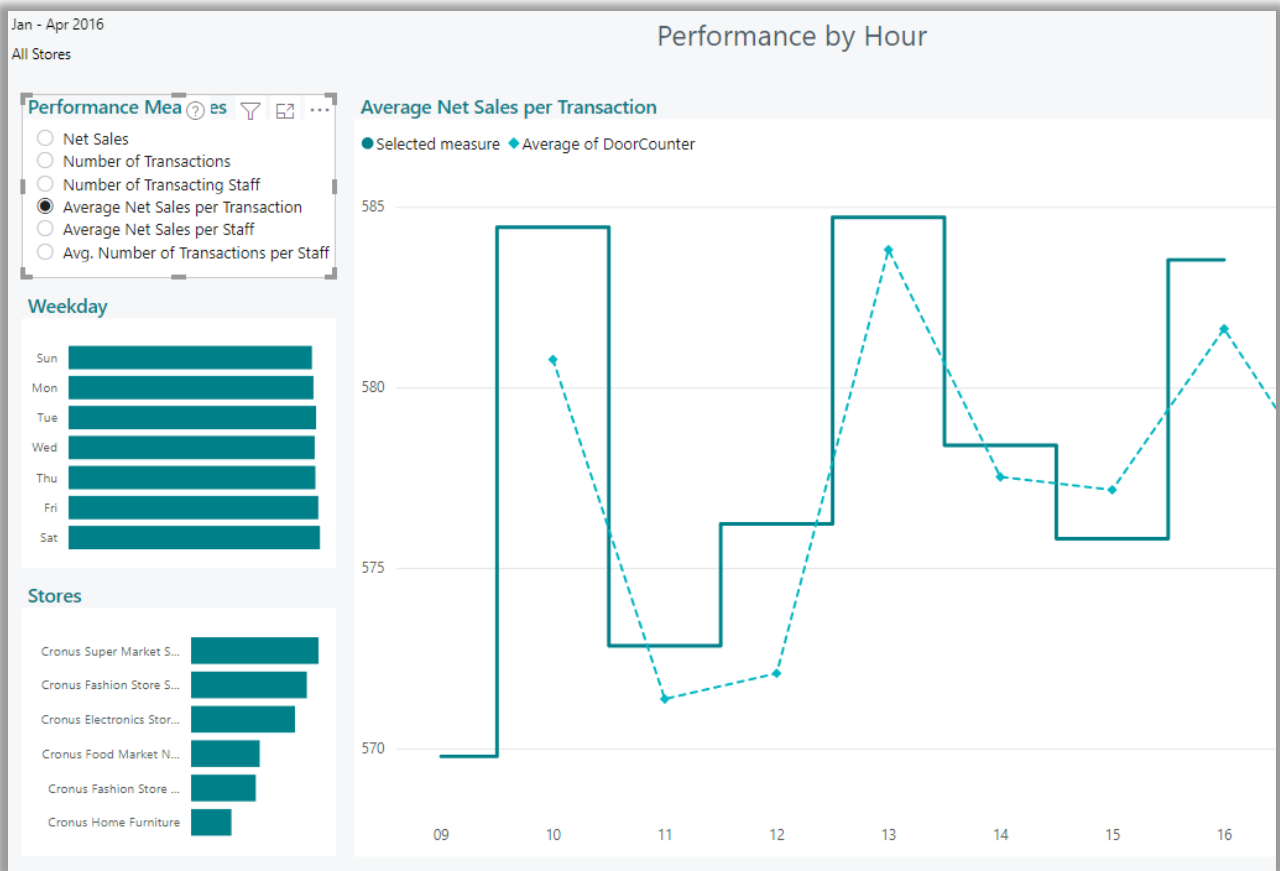 Jan - Apr 2016
Performance by Hour
All Stores
Performance Mea ? es
Net Sales
Number of Transactions
Number of Transacting Staff
Average Net Sales per Transaction
Average Net Sales per Staff
Avg. Number of Transactions per Staff
Average Net Sales per Transaction
Selected measure Average of DoorCounter
585
580
575
570
09 10 11 12 13 14 15 16
Weekday
Sun
Mon
Tue
Wed
Thu
Fri
Sat
Stores
Cronus Super Market S...
Cronus Fashion Store S...
Cronus Electronics Stor...
Cronus Food Market N...
Cronus Fashion Store ...
Cronus Home Furniture